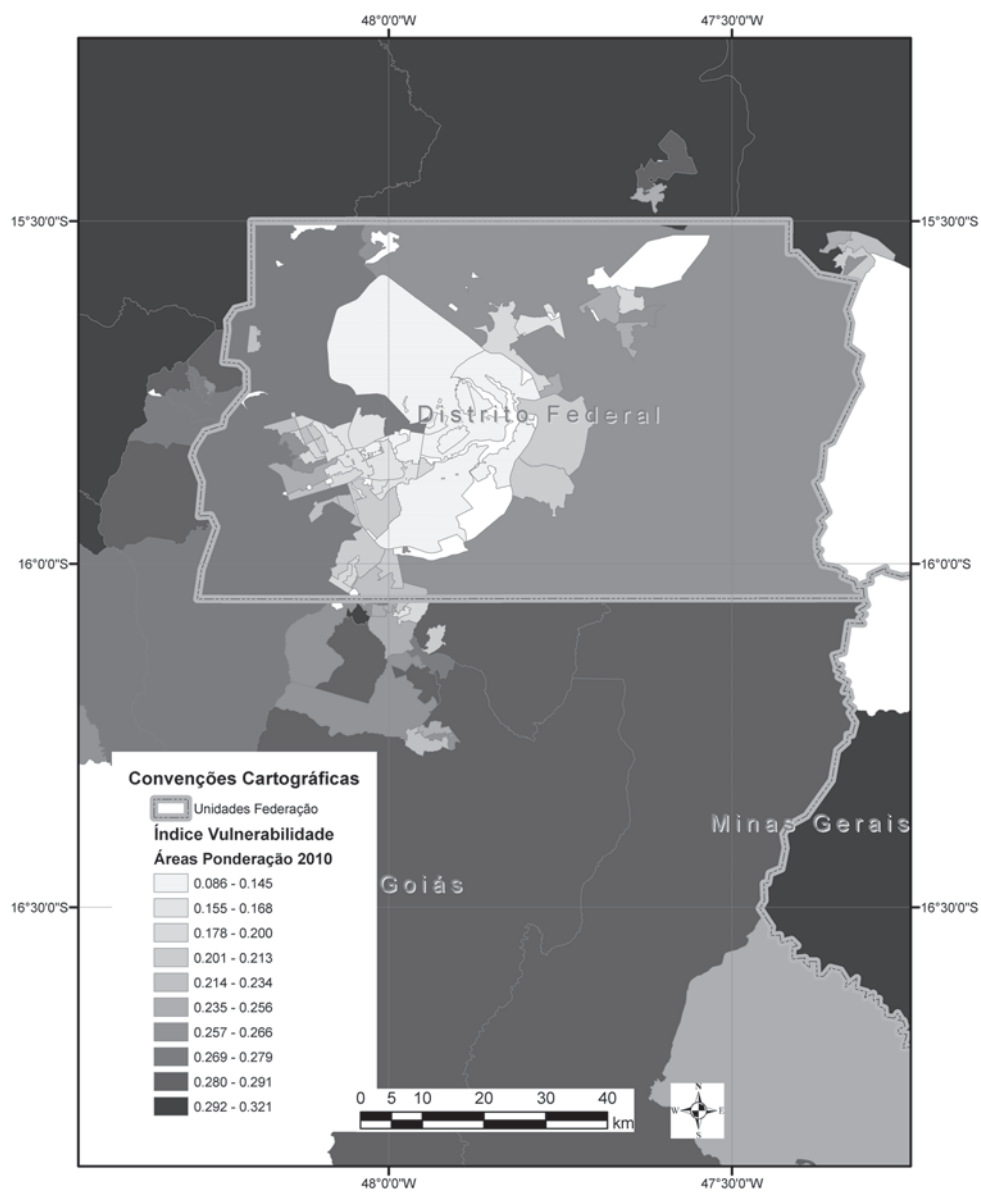 48°0'0"W
47°30'0"W
15°30'0"S
15°30'0"S
Distrito Federal
16°0'0"S
16°0'0"S
Convenções Cartográficas
Unidades Federação
Índice Vulnerabilidade
Áreas Ponderação 2010
0.086 - 0.145
0.155 - 0.168
0.178 - 0.200
0.201 - 0.213
0.214 - 0.234
0.235 - 0.256
0.257 - 0.266
0.269 - 0.279
0.280 - 0.291
0.292 - 0.321
Minas Gerais
Goiás
16°30'0"S
16°30'0"S
0 5 10 20 30 40
km
N
W E
S
48°0'0"W
47°30'0"W